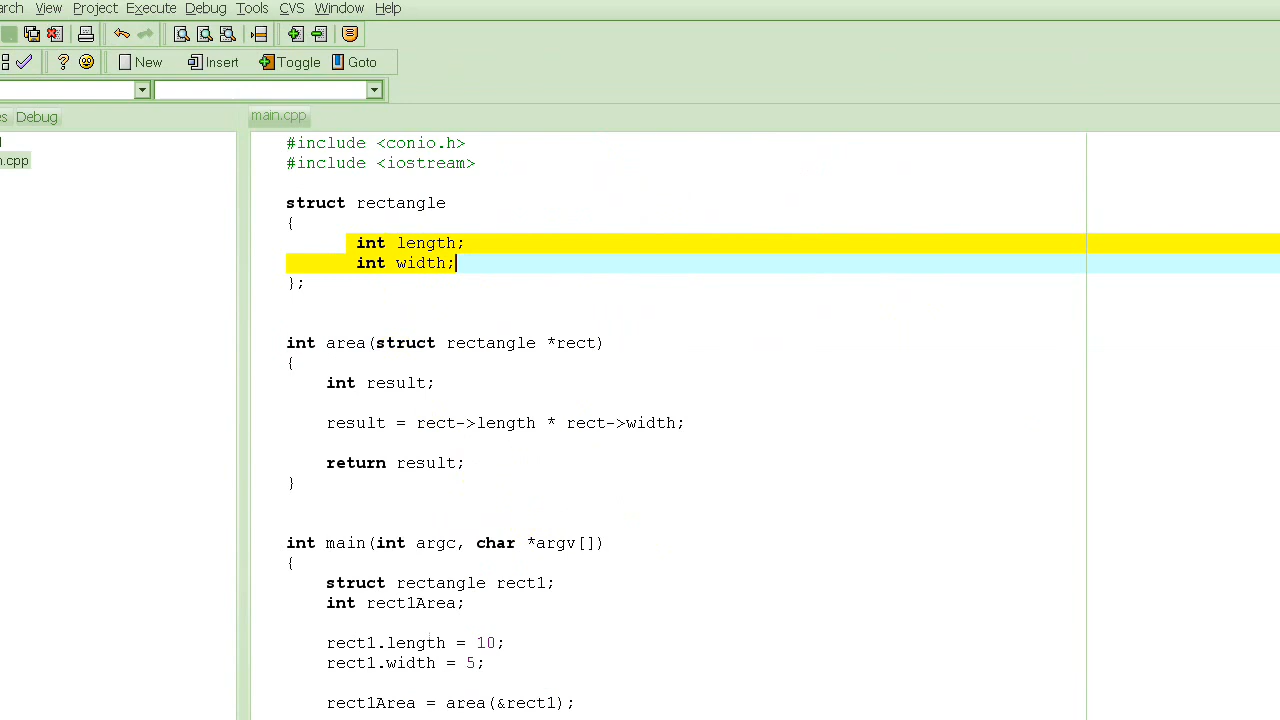 arch View Project Execute Debug Tools CVS Window Help
New Insert Toggle Goto
es Debug
main.cpp
n.cpp
#include <conio.h>
#include <iostream>
struct rectangle
{
int length;
int width;
};
int area(struct rectangle *rect)
{
int result;
result = rect->length * rect->width;
return result;
}
int main(int argc, char *argv[])
{
struct rectangle rect1;
int rect1Area;
rect1.length = 10;
rect1.width = 5;
rect1Area = area(&rect1);